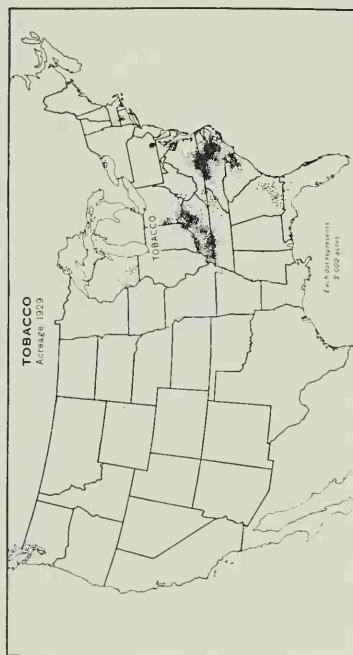 TOBACCO
Acreage, 1929
TOBACCO
Each dot represents
2,000 acres